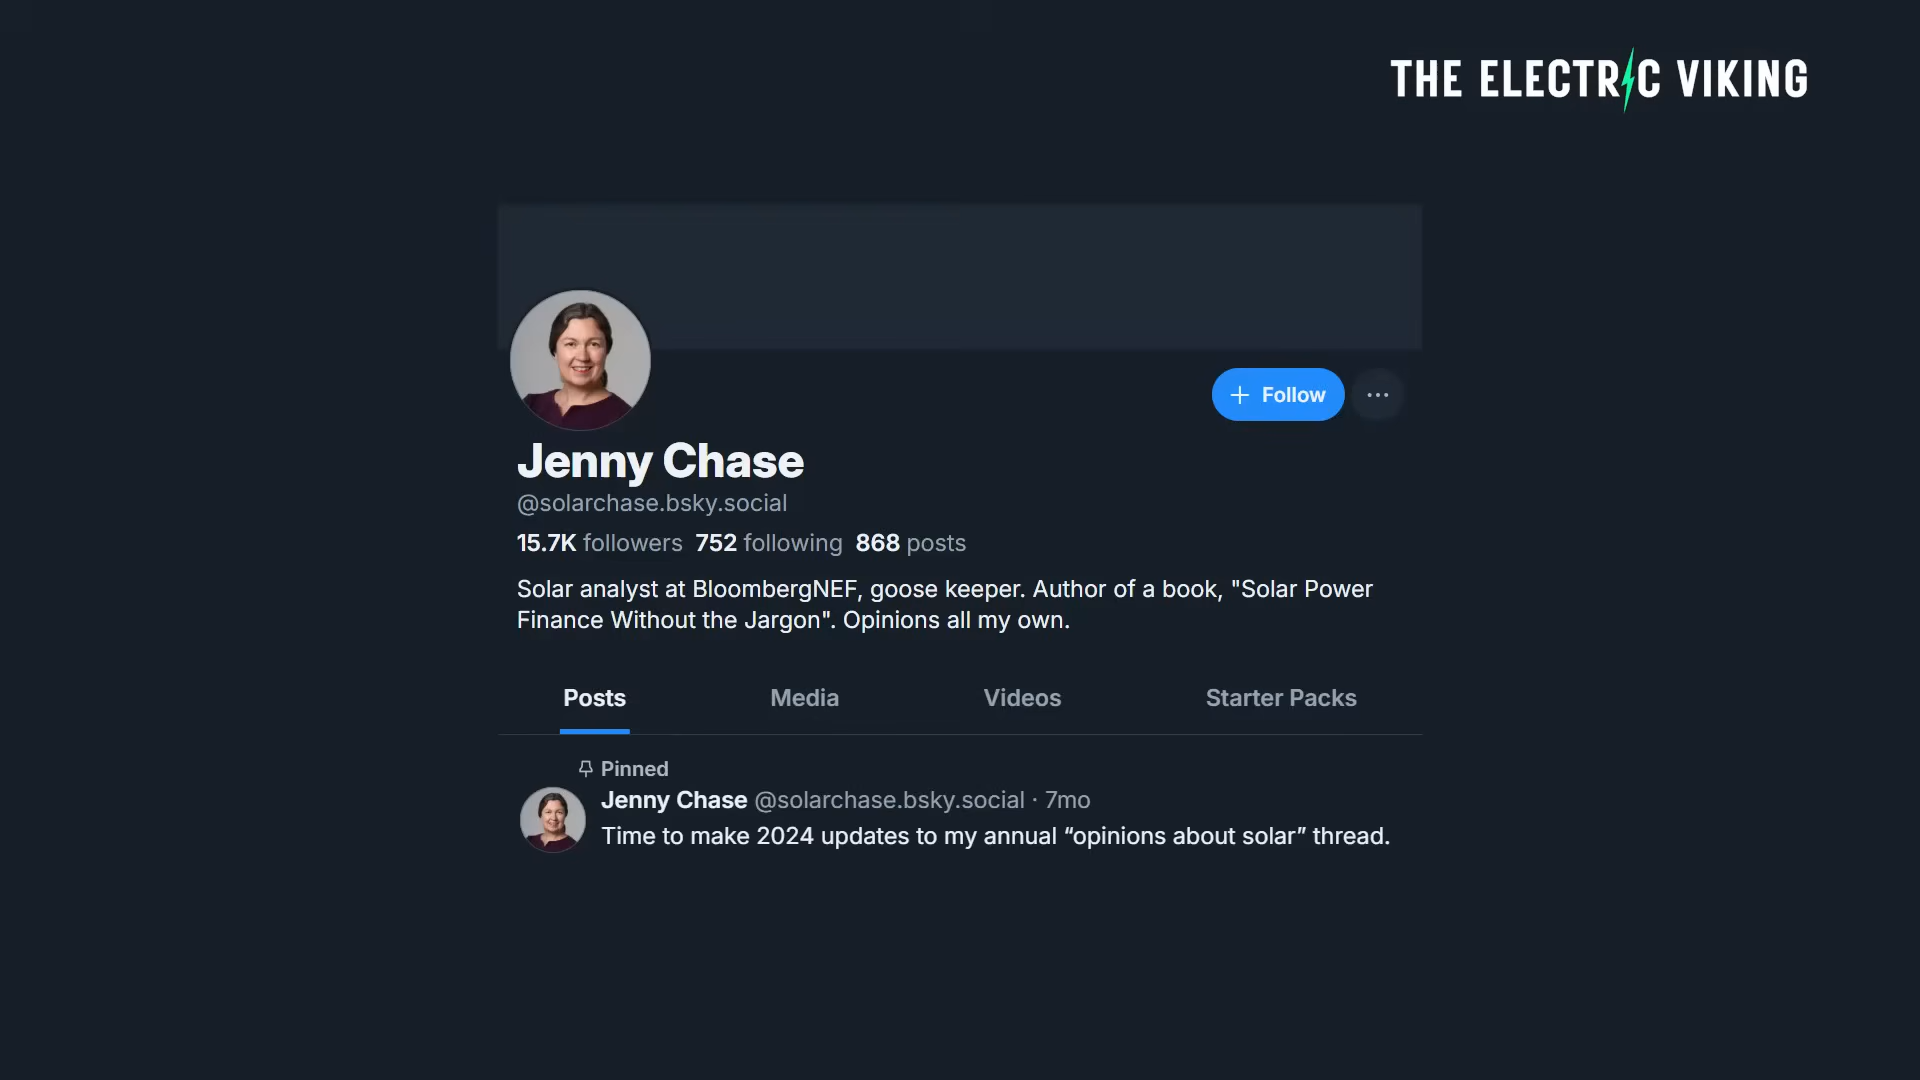 THE ELECTRIC VIKING
Follow
Jenny Chase
@solarchase.bsky.social
15.7K followers 752 following 868 posts
Solar analyst at BloombergNEF, goose keeper. Author of a book, "Solar Power
Finance Without the Jargon". Opinions all my own.
Posts Media Videos Starter Packs
Pinned
Jenny Chase @solarchase.bsky.social · 7mo
Time to make 2024 updates to my annual “opinions about solar” thread.